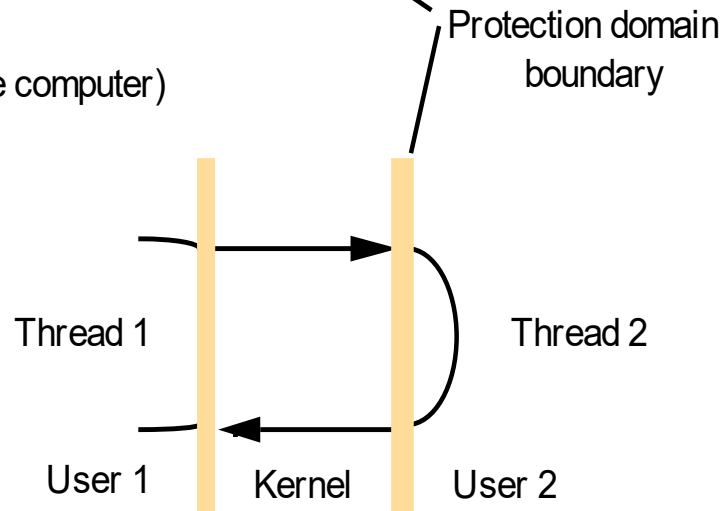 Protection domain
boundary
e computer)
Thread 1
Thread 2
User 1
Kernel
User 2